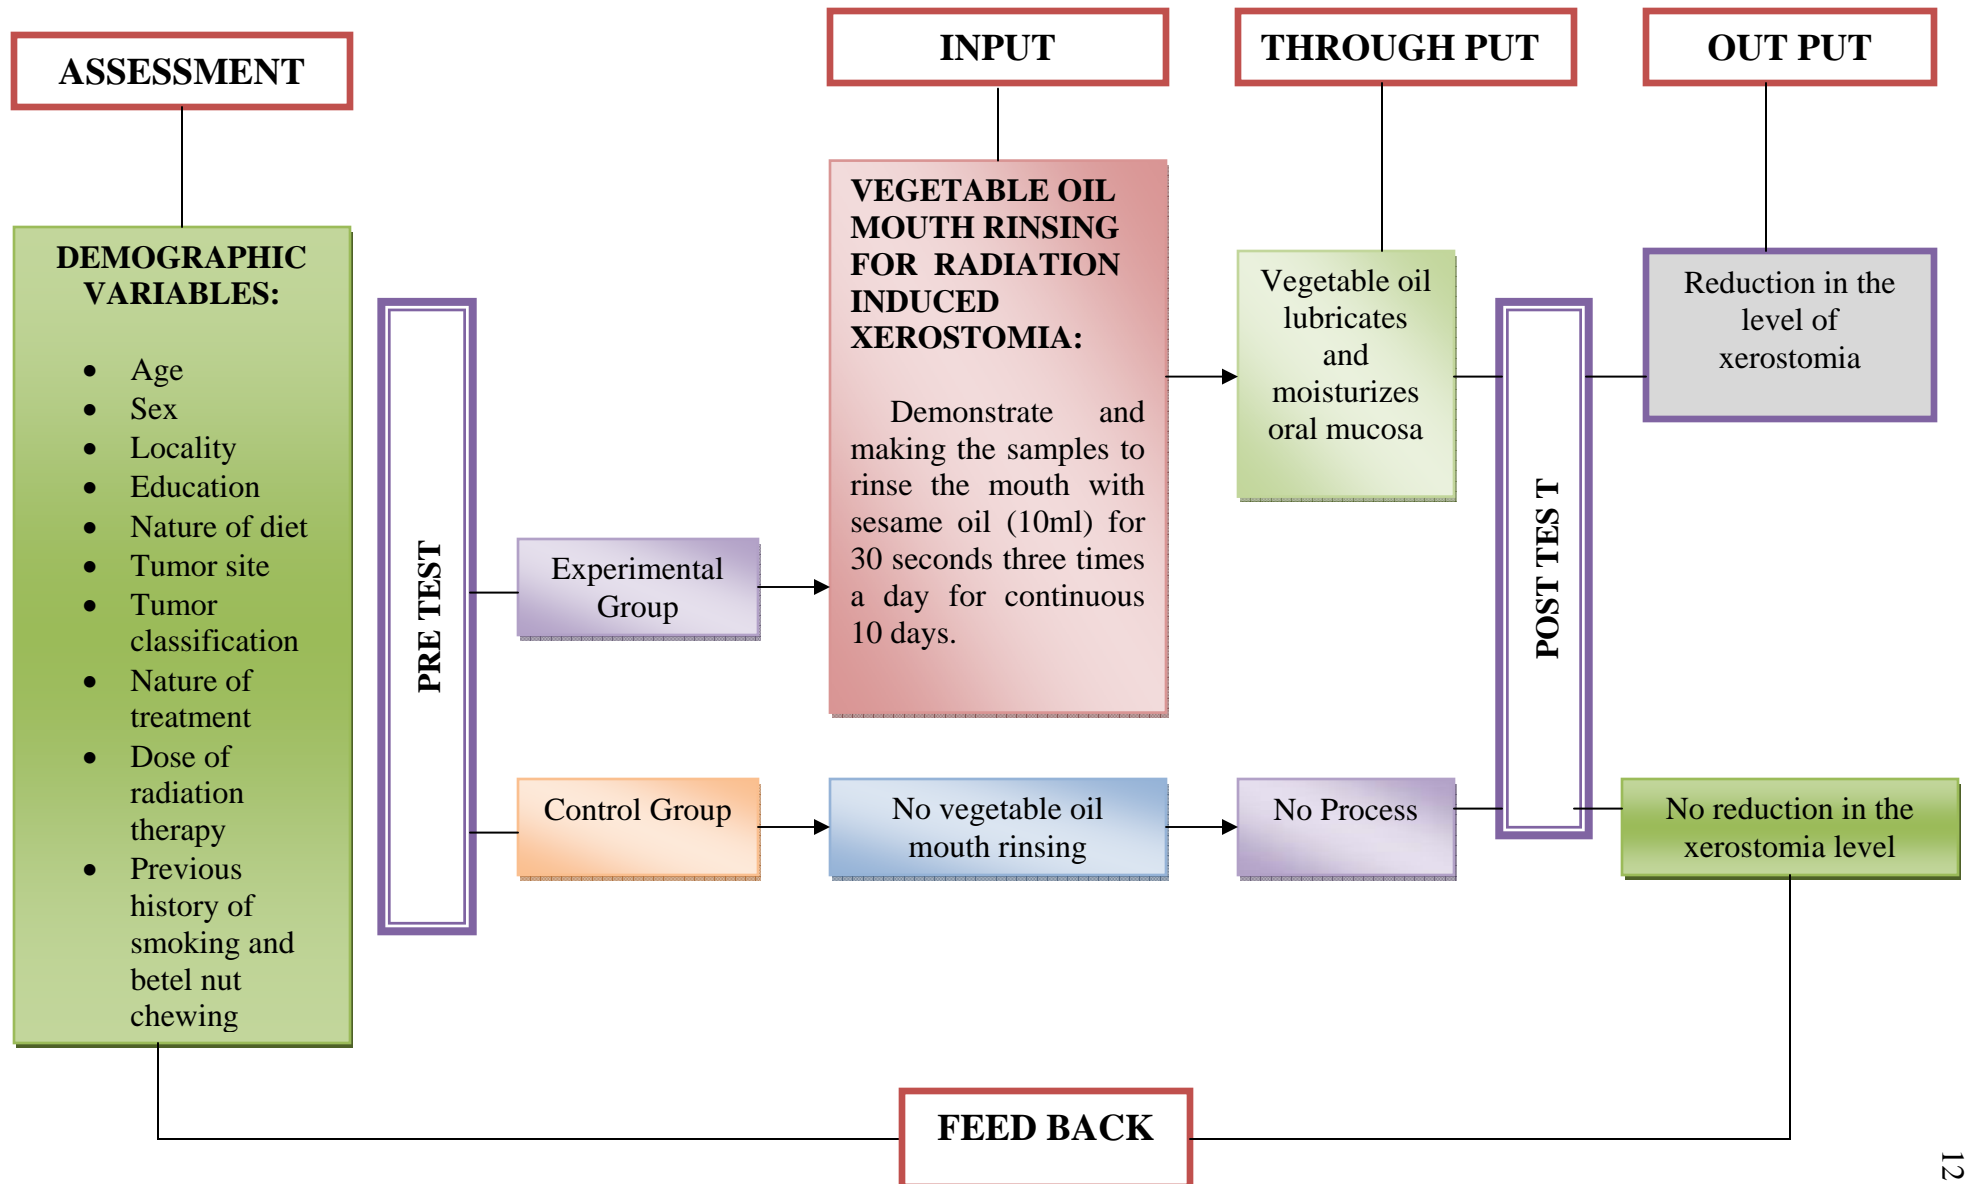 ASSESSMENT
INPUT
THROUGH PUT
OUT PUT
DEMOGRAPHIC
VARIABLES:
• Age
• Sex
• Locality
• Education
• Nature of diet
• Tumor site
• Tumor
classification
• Nature of
treatment
• Dose of
radiation
therapy
• Previous
history of
smoking and
betel nut
chewing
PRE TEST
Experimental
Group
VEGETABLE OIL
MOUTH RINSING
FOR RADIATION
INDUCED
XEROSTOMIA:
Demonstrate and
making the samples to
rinse the mouth with
sesame oil (10ml) for
30 seconds three times
a day for continuous
10 days.
Vegetable oil
lubricates
and
moisturizes
oral mucosa
POST TES T
Reduction in the
level of
xerostomia
Control Group
No vegetable oil
mouth rinsing
No Process
No reduction in the
xerostomia level
FEED BACK
12